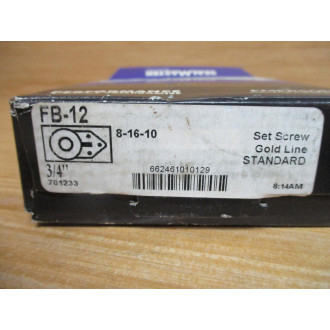 FB-12
8-16-10
Set Screw
Gold Line
STANDARD
3/4"
701233
662461010129
8:14AM